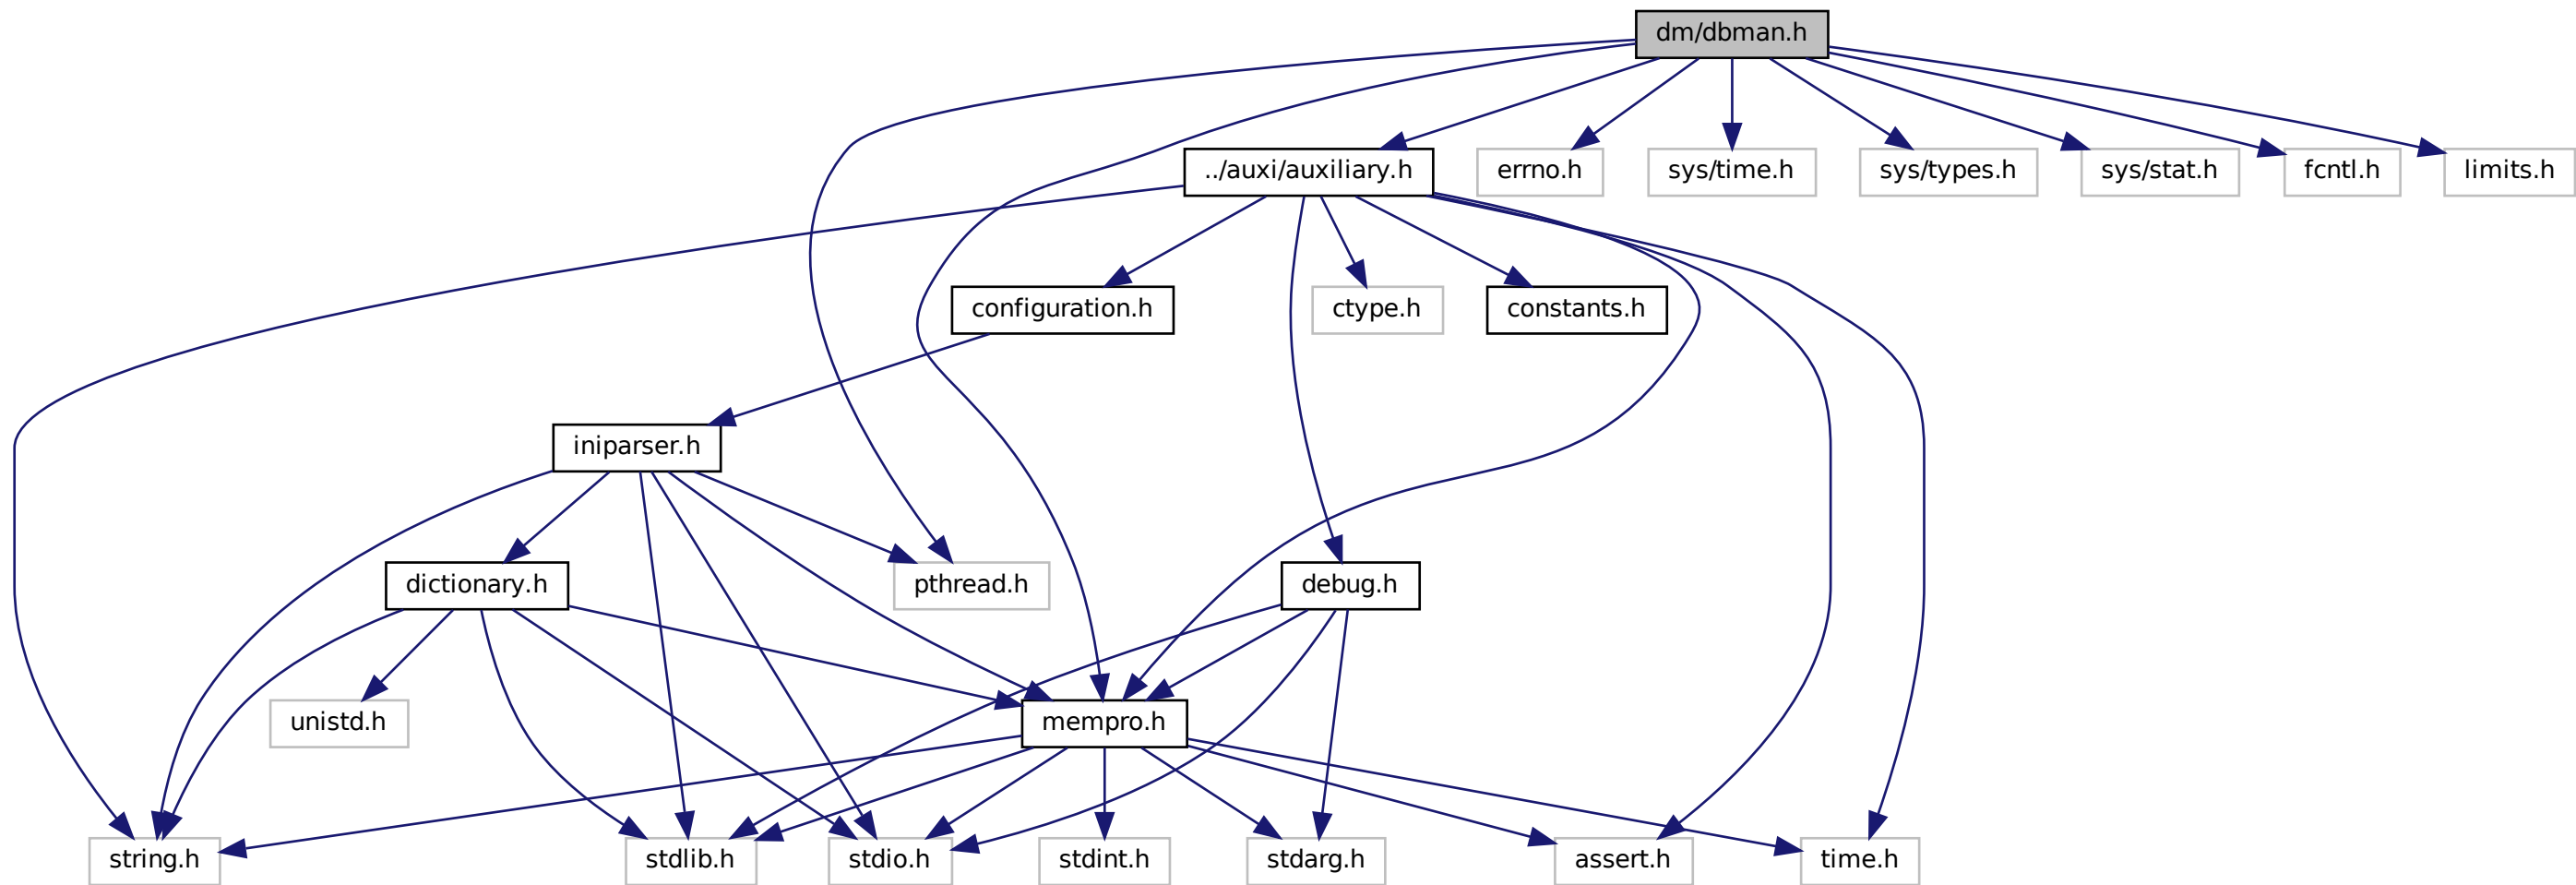 dm/dbman.h
../auxi/auxiliary.h
errno.h
sys/time.h
sys/types.h
sys/stat.h
fcntl.h
limits.h
configuration.h
ctype.h
constants.h
iniparser.h
dictionary.h
pthread.h
debug.h
unistd.h
mempro.h
string.h
stdlib.h
stdio.h
stdint.h
stdarg.h
assert.h
time.h